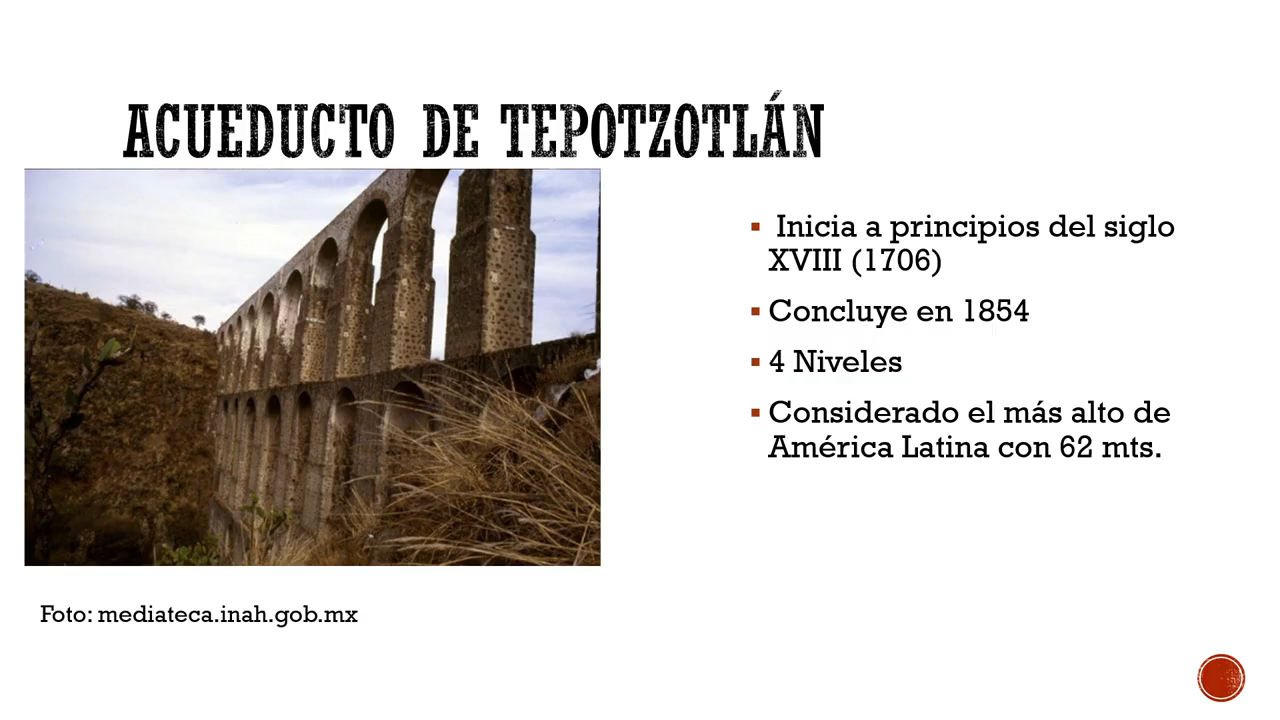 ACUEDUCTO DE TEPOTZOTLÁN
Inicia a principios del siglo
XVIII (1706)
Concluye en 1854
4 Niveles
Considerado el más alto de
América Latina con 62 mts.
Foto: mediateca.inah.gob.mx